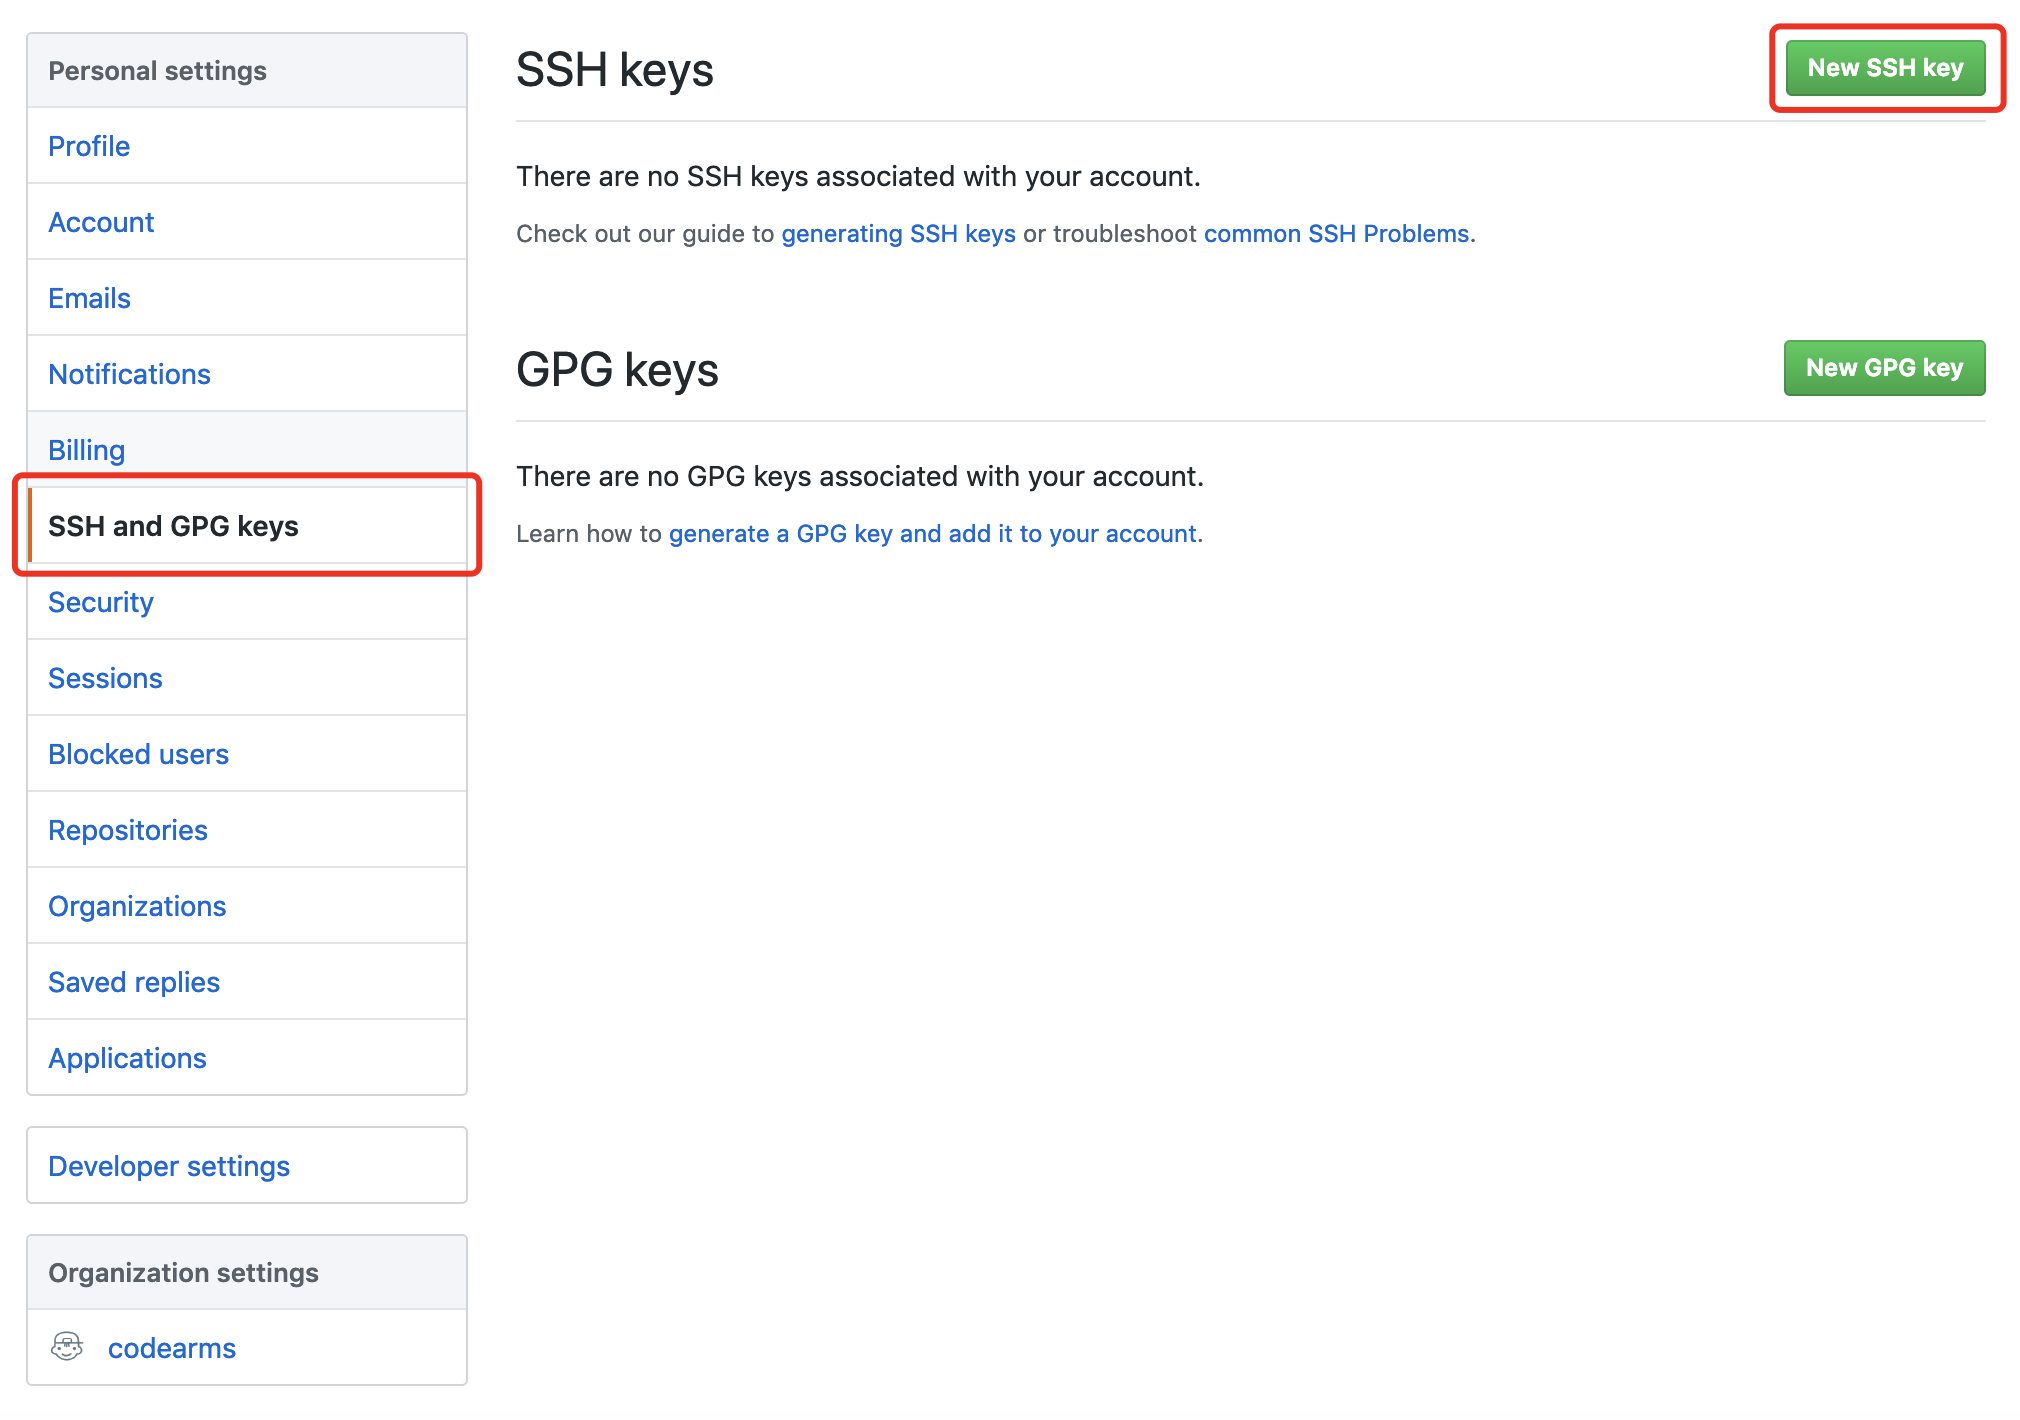 Personal settings
Profile
Account
Emails
Notifications
Billing
SSH and GPG keys
Security
Sessions
Blocked users
Repositories
Organizations
Saved replies
Applications
Developer settings
Organization settings
codearms
SSH keys
New SSH key
There are no SSH keys associated with your account.
Check out our guide to generating SSH keys or troubleshoot common SSH Problems.
GPG keys
New GPG key
There are no GPG keys associated with your account.
Learn how to generate a GPG key and add it to your account.